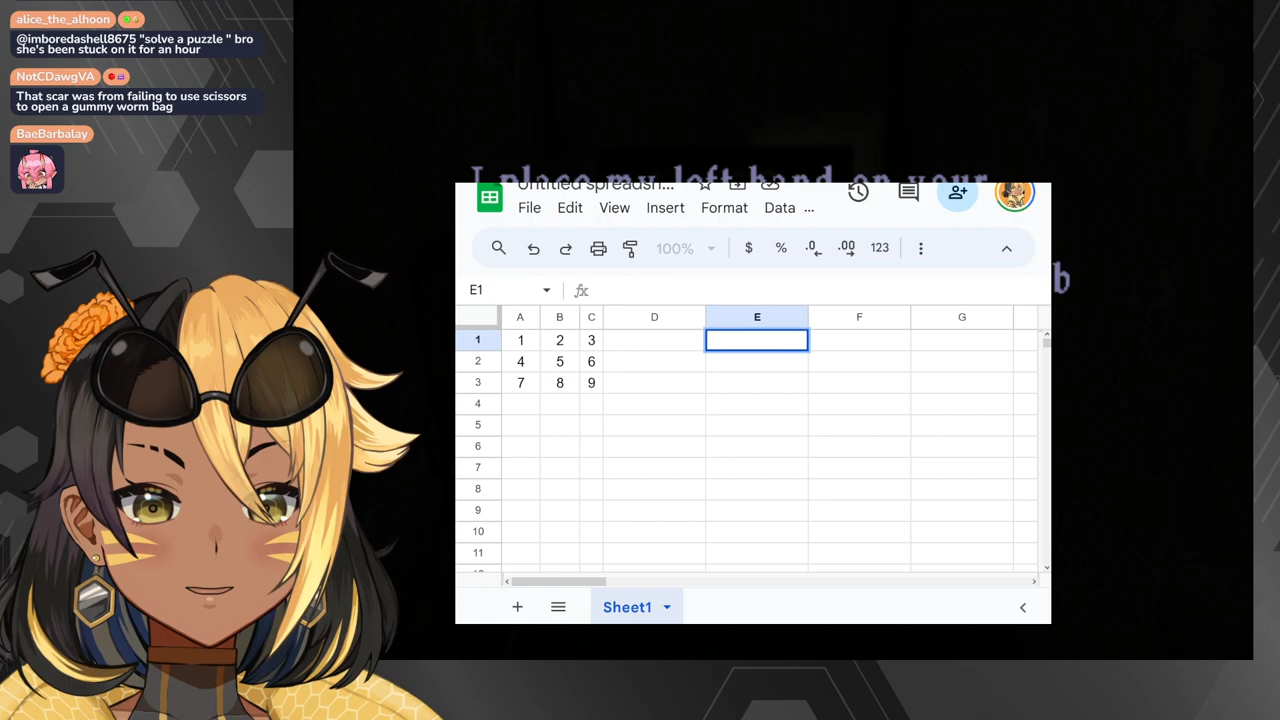 alice_the_alhoon
@imboredashell8675 "solve a puzzle " bro
she's been stuck on it for an hour
NotCDawgVA
That scar was from failing to use scissors
to open a gummy worm bag
BaeBarbalay
I place my left hand on your
b
Untitled spreadsh...
File Edit View Insert Format Data ...
100% $ % .0 .00 123
E1 fx
A B C D E F G
1 1 2 3
2 4 5 6
3 7 8 9
4
5
6
7
8
9
10
11
Sheet1